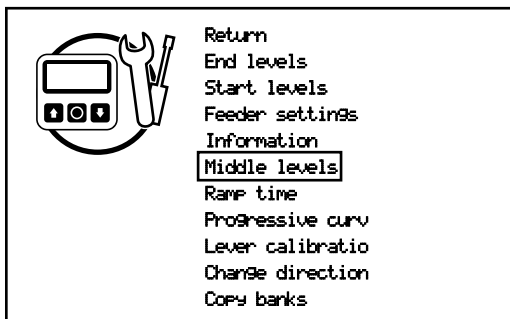 Return
End levels
Start levels
Feeder settings
Information
Middle levels
Ramp time
Progressive curv
Lever calibratio
Change direction
Copy banks